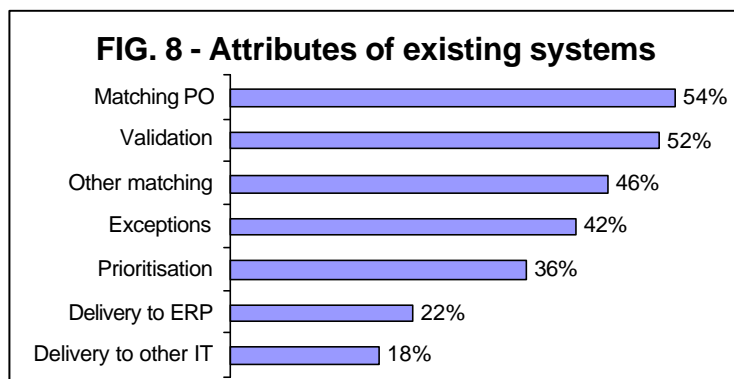 FIG. 8 - Attributes of existing systems
Matching PO 54%
Validation 52%
Other matching 46%
Exceptions 42%
Prioritisation 36%
Delivery to ERP 22%
Delivery to other IT 18%